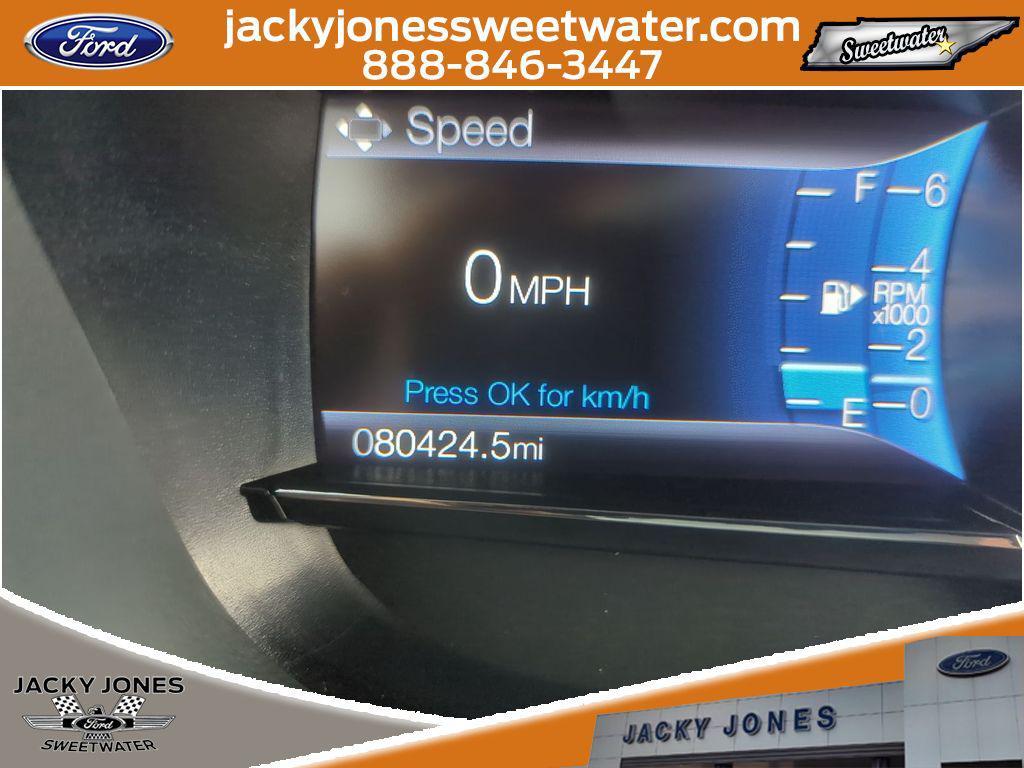 Ford
jackyjonessweetwater.com
888-846-3447
Sweetwater
Speed
F 6
4
RPM
x1000
2
E 0
0 MPH
Press OK for km/h
080424.5mi
JACKY JONES
Ford
SWEETWATER
JACKY JONES
Ford